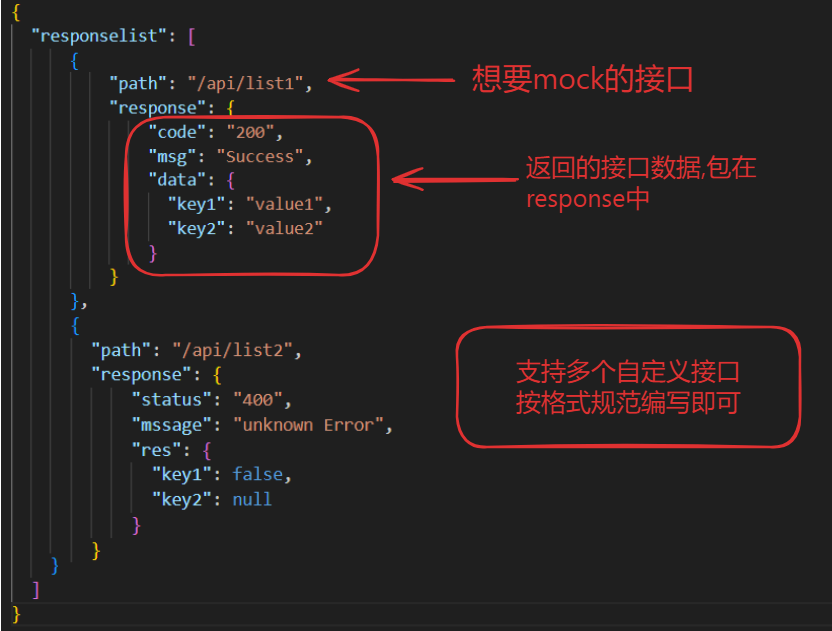 {
"responselist": [
{
"path": "/api/list1",
想要mock的接口
"response": {
"code": "200",
"msg": "Success",
"data": {
返回的接口数据,包在
response中
"key1": "value1",
"key2": "value2"
}
}
},
{
"path": "/api/list2",
"response": {
支持多个自定义接口
按格式规范编写即可
"status": "400",
"mssage": "unknown Error",
"res": {
"key1": false,
"key2": null
}
}
}
]
}